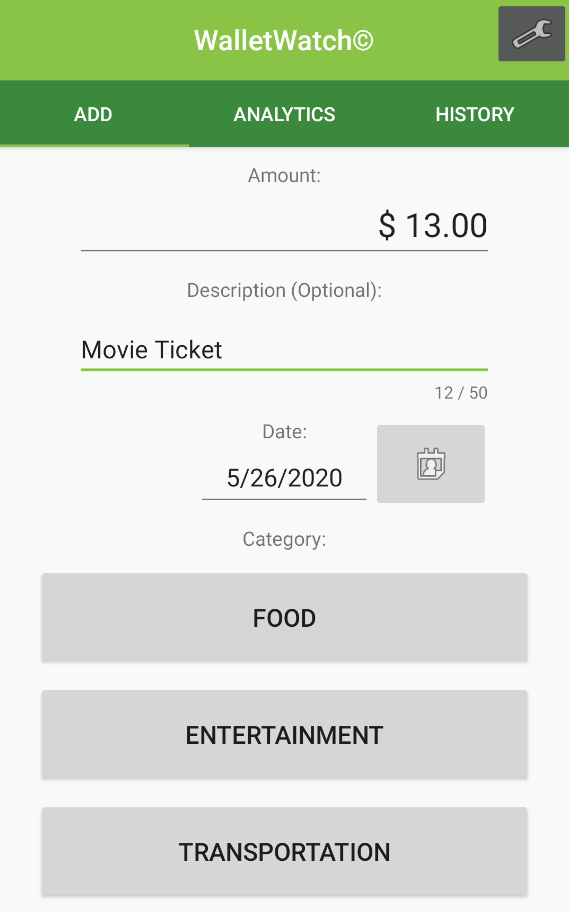 WalletWatch©
ADD ANALYTICS HISTORY
Amount:
$ 13.00
Description (Optional):
Movie Ticket
12 / 50
Date:
5/26/2020
Category:
FOOD
ENTERTAINMENT
TRANSPORTATION